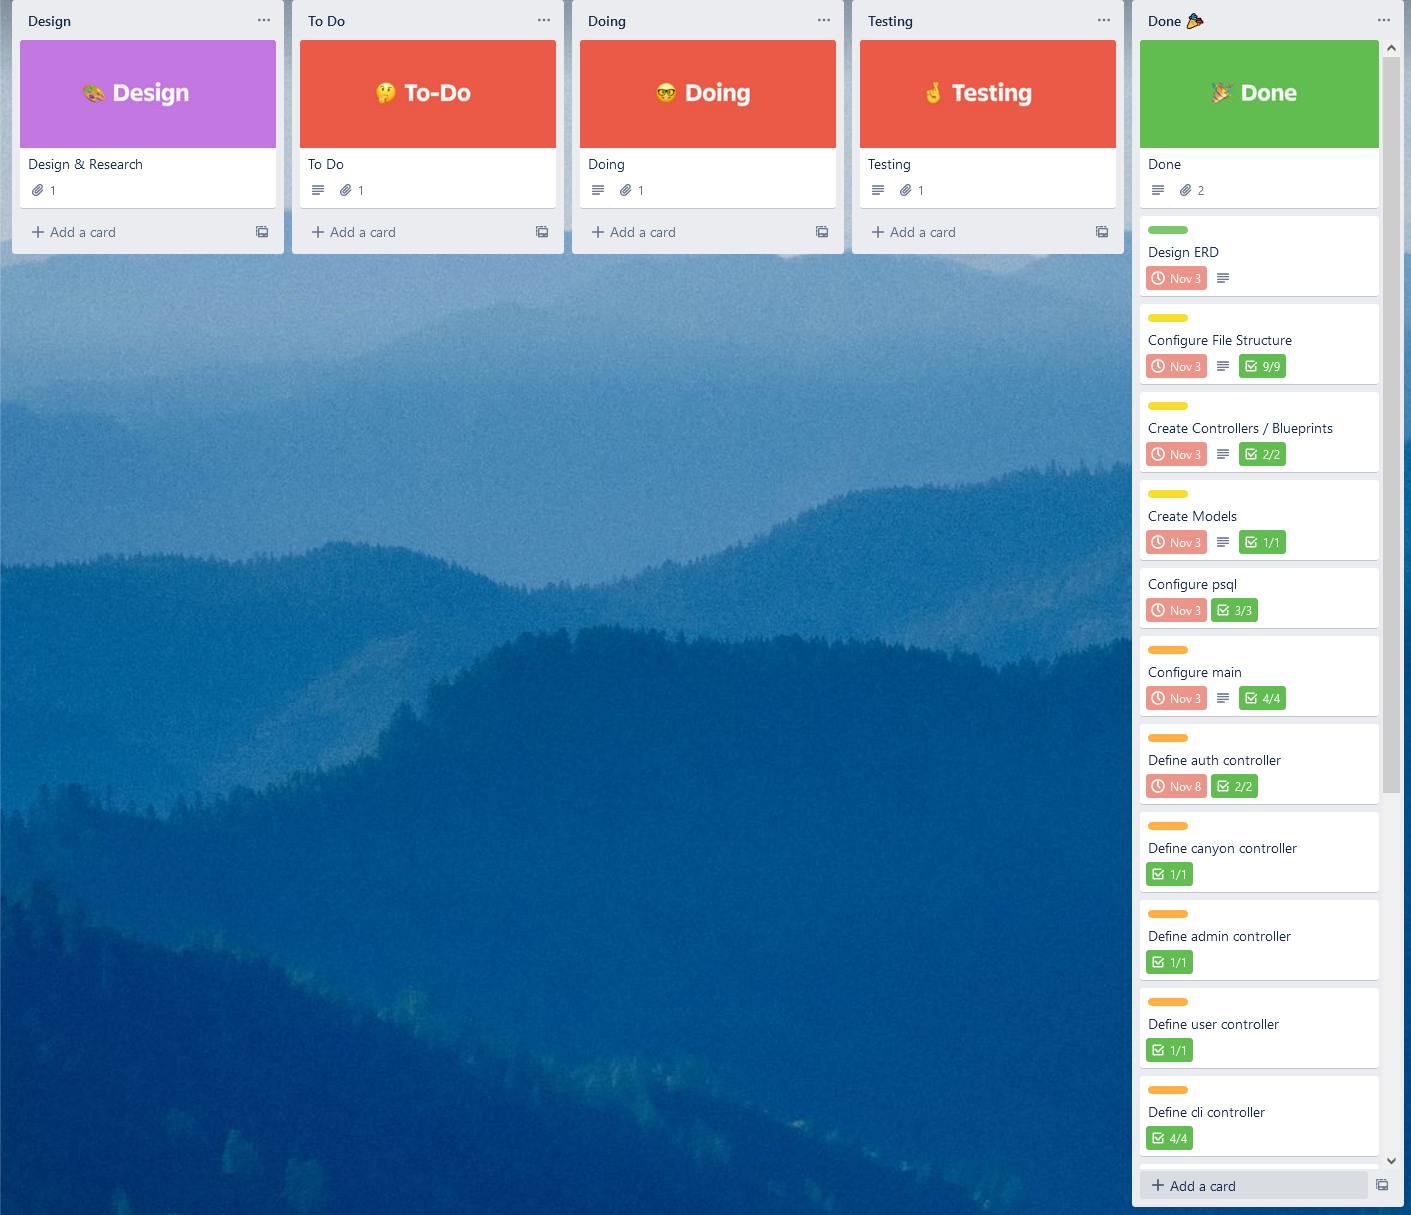 Design
🎨 Design
Design & Research
1
+ Add a card
To Do
🤔 To-Do
To Do
1
+ Add a card
Doing
🤓 Doing
Doing
1
+ Add a card
Testing
🤞 Testing
Testing
1
+ Add a card
Done 🎉
🎉 Done
Done
2
Design ERD
Nov 3
Configure File Structure
Nov 3 9/9
Create Controllers / Blueprints
Nov 3 2/2
Create Models
Nov 3 1/1
Configure psql
Nov 3 3/3
Configure main
Nov 3 4/4
Define auth controller
Nov 8 2/2
Define canyon controller
1/1
Define admin controller
1/1
Define user controller
1/1
Define cli controller
4/4
+ Add a card